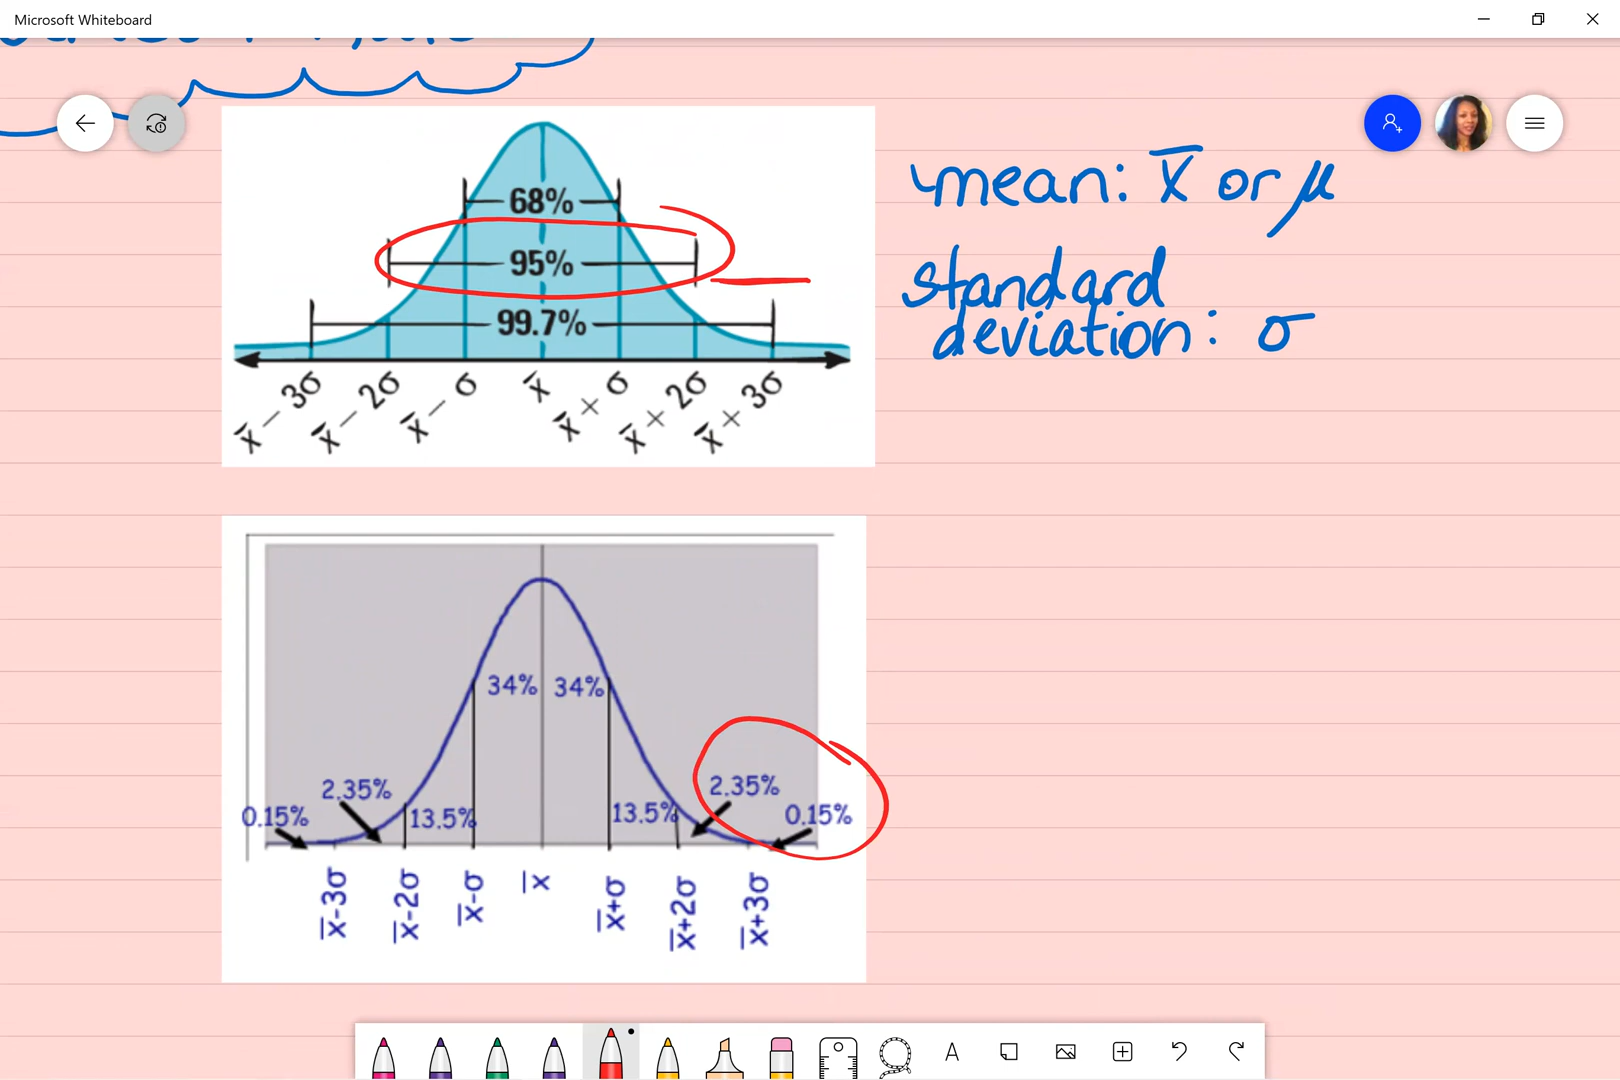 Microsoft Whiteboard
68%
95%
99.7%
x̄ − 3σ x̄ − 2σ x̄ − σ x̄ x̄ + σ x̄ + 2σ x̄ + 3σ
mean: x̄ or μ
standard
deviation: σ
34% 34%
2.35% 2.35%
0.15% 13.5% 13.5% 0.15%
x̄-3σ x̄-2σ x̄-σ x̄ x̄+σ x̄+2σ x̄+3σ
A